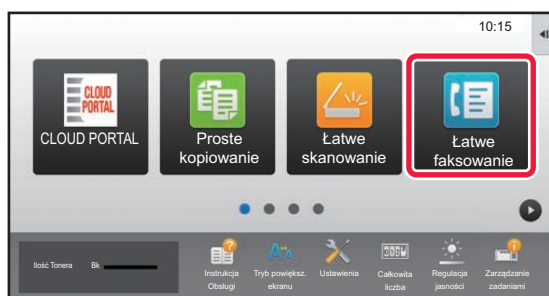 10:15
CLOUD
PORTAL
CLOUD PORTAL
Proste
kopiowanie
Łatwe
skanowanie
Łatwe
faksowanie
Ilość Tonera Bk
Instrukcja
Obsługi
Tryb powiększ.
ekranu
Ustawienia
Całkowita
liczba
Regulacja
jasności
Zarządzanie
zadaniami